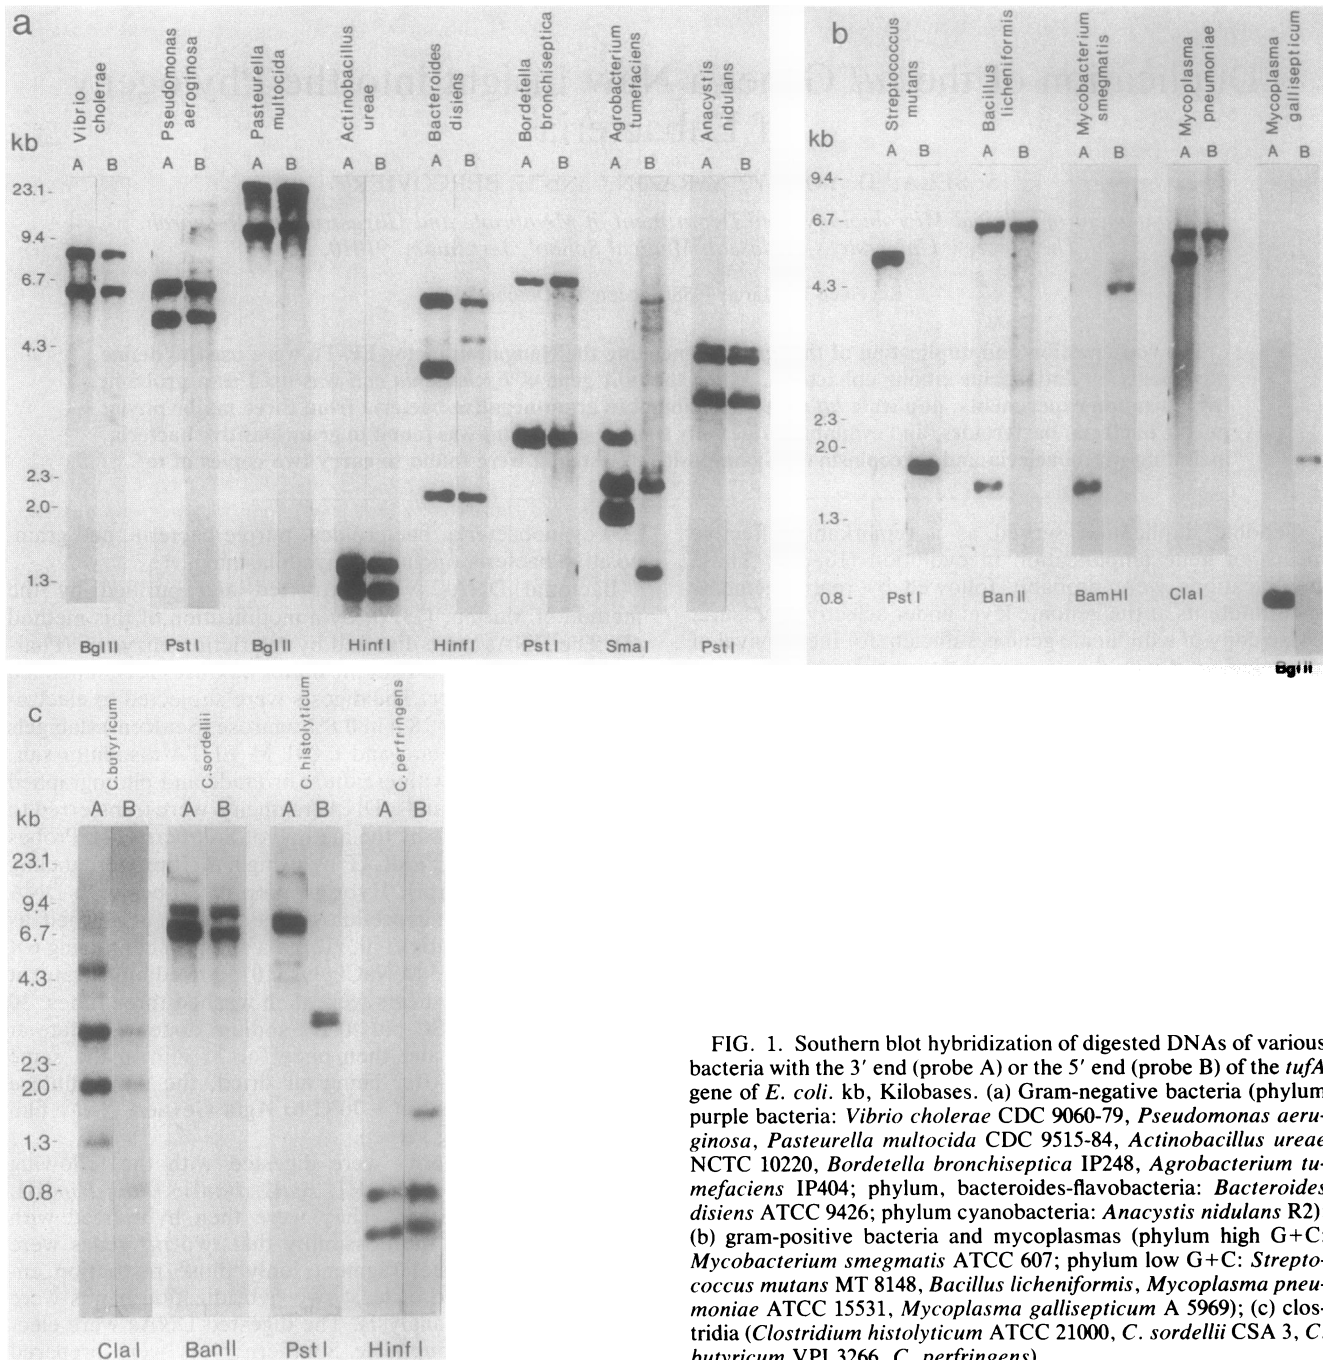 a
Vibrio
cholerae
Pseudomonas
aeroginosa
Pasteurella
multocida
Actinobacillus
ureae
Bacteroides
disiens
Bordetella
bronchiseptica
Agrobacterium
tumefaciens
Anacystis
nidulans
kb
A B A B A B A B A B A B A B A B
23.1-
9.4-
6.7-
4.3-
2.3-
2.0-
1.3-
BglII PstI BglII HinfI HinfI PstI SmaI PstI
b
Streptococcus
mutans
Bacillus
licheniformis
Mycobacterium
smegmatis
Mycoplasma
pneumoniae
Mycoplasma
gallisepticum
kb
A B A B A B A B A B
9.4-
6.7-
4.3-
2.3-
2.0-
1.3-
0.8-
PstI BanII BamHI ClaI
BglII
c
C.butyricum
C.sordellii
C.histolyticum
C.perfringens
kb
A B A B A B A B
23.1-
9.4-
6.7-
4.3-
2.3-
2.0-
1.3-
0.8-
ClaI BanII PstI HinfI
FIG. 1. Southern blot hybridization of digested DNAs of various
bacteria with the 3′ end (probe A) or the 5′ end (probe B) of the tufA
gene of E. coli. kb, Kilobases. (a) Gram-negative bacteria (phylum
purple bacteria: Vibrio cholerae CDC 9060-79, Pseudomonas aeru-
ginosa, Pasteurella multocida CDC 9515-84, Actinobacillus ureae
NCTC 10220, Bordetella bronchiseptica IP248, Agrobacterium tu-
mefaciens IP404; phylum, bacteroides-flavobacteria: Bacteroides
disiens ATCC 9426; phylum cyanobacteria: Anacystis nidulans R2)
(b) gram-positive bacteria and mycoplasmas (phylum high G+C:
Mycobacterium smegmatis ATCC 607; phylum low G+C: Strepto-
coccus mutans MT 8148, Bacillus licheniformis, Mycoplasma pneu-
moniae ATCC 15531, Mycoplasma gallisepticum A 5969); (c) clos-
tridia (Clostridium histolyticum ATCC 21000, C. sordellii CSA 3, C.
butyricum VPI 3266, C. perfringens)